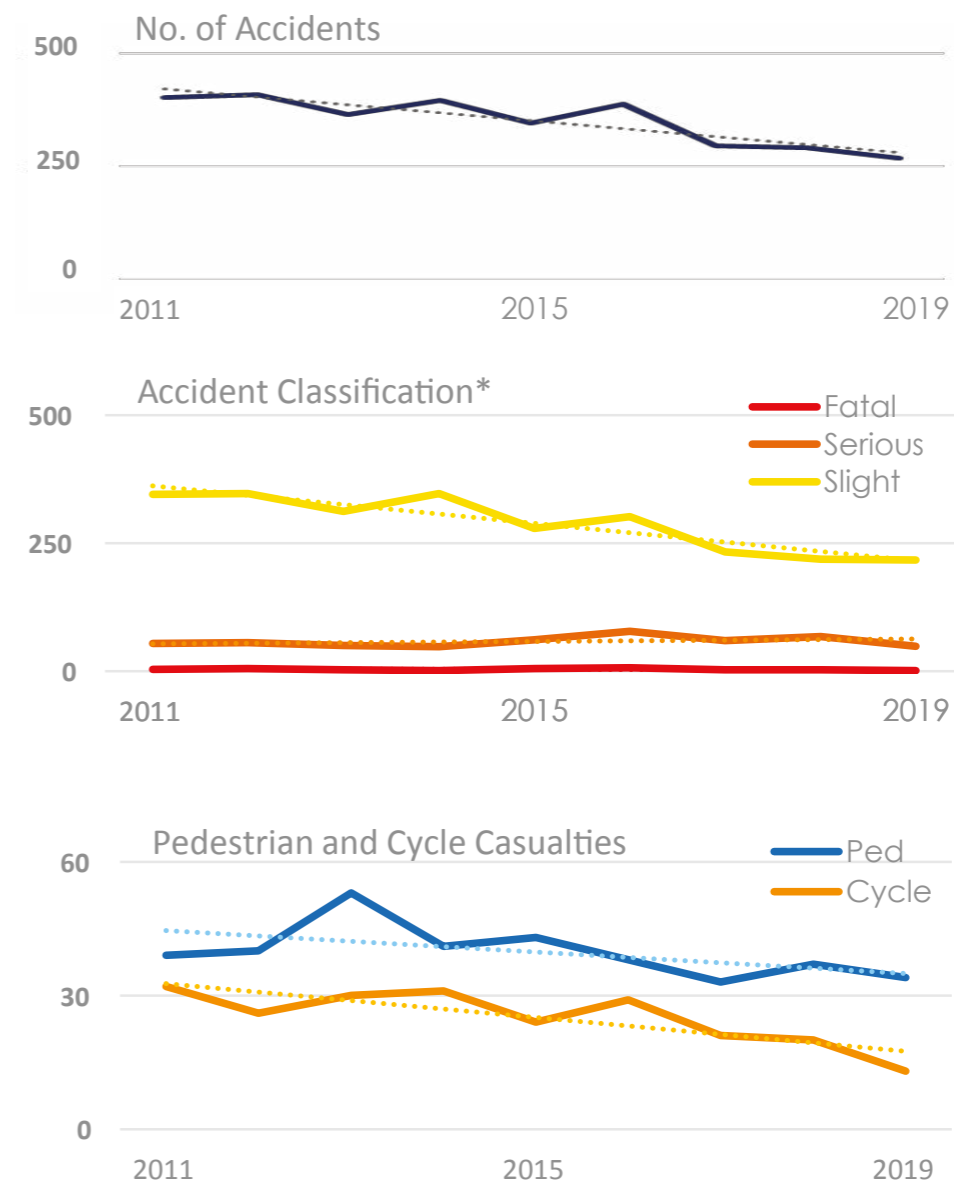 No. of Accidents
500
250
0
2011 2015 2019
Accident Classification*
500
Fatal
Serious
Slight
250
0
2011 2015 2019
Pedestrian and Cycle Casualties
60
Ped
Cycle
30
0
2011 2015 2019